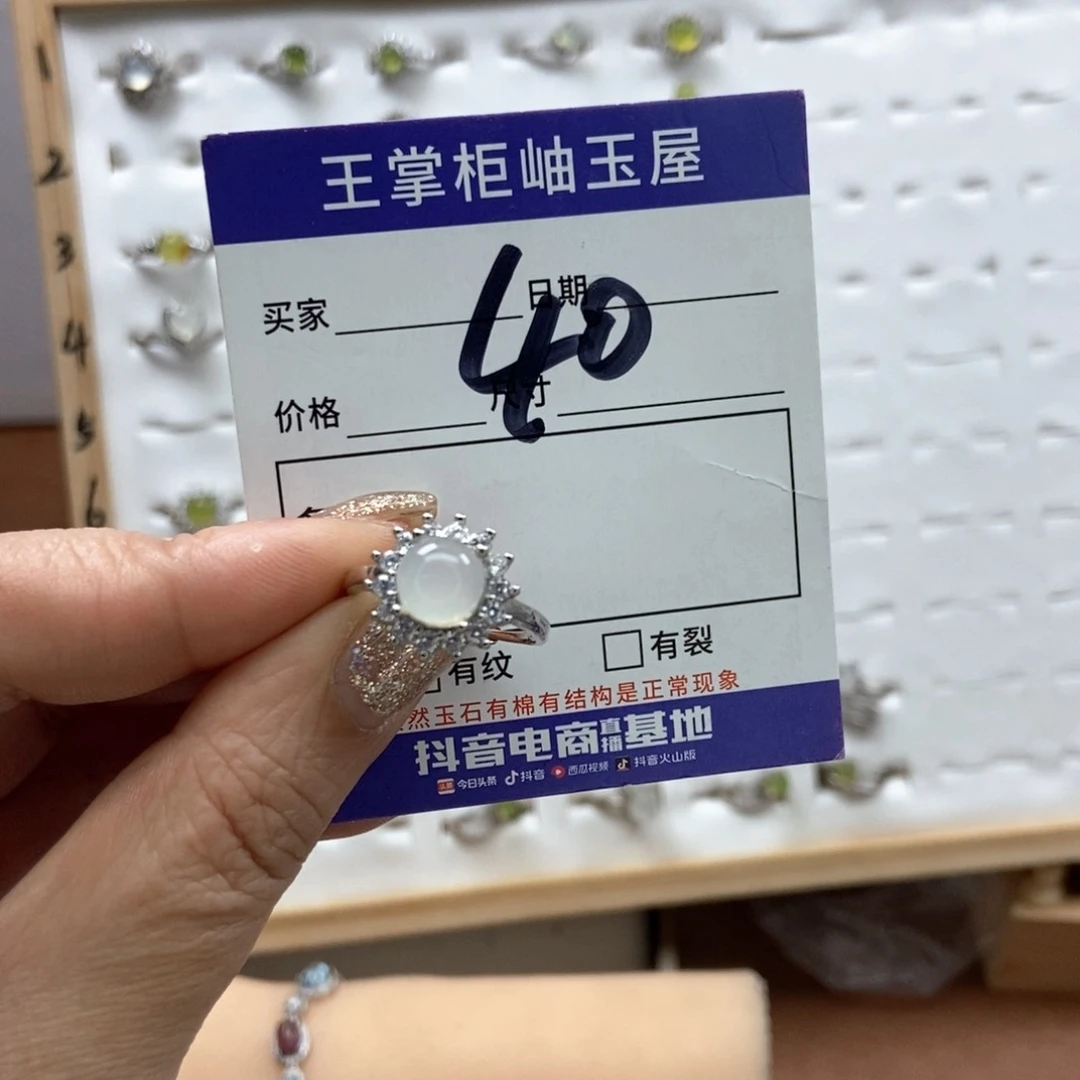 1
2
3
4
5
6
王掌柜岫玉屋
买家 日期
40
价格 尺寸
有纹 有裂
然玉石有棉有结构是正常现象
抖音电商直播基地
头条 今日头条 抖音 西瓜视频 抖音火山版